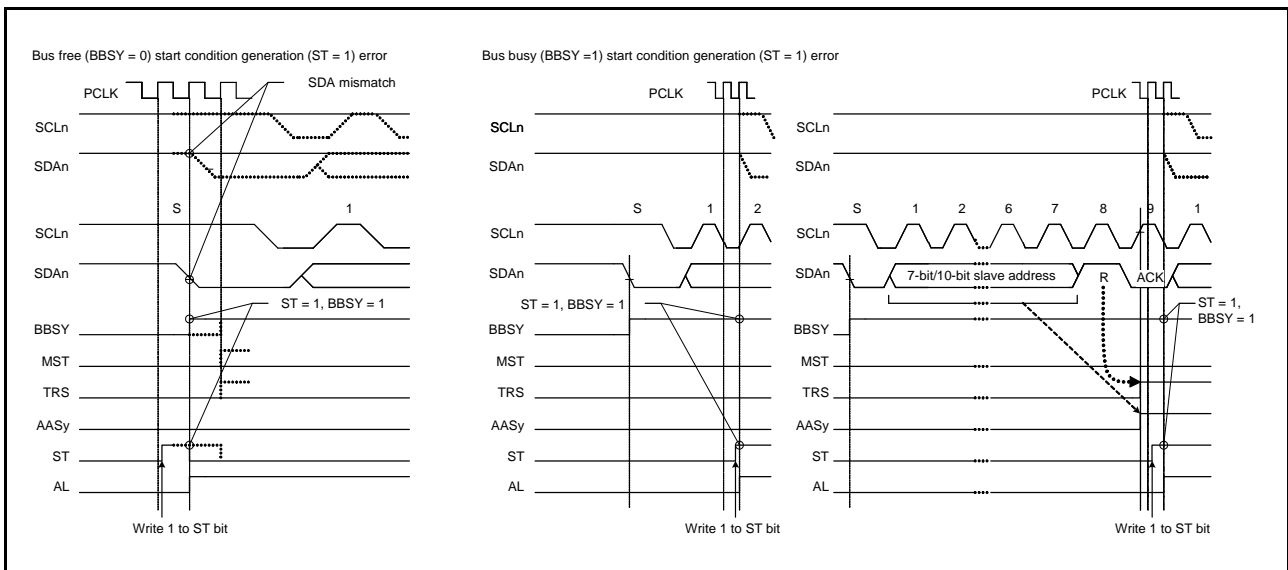 Bus free (BBSY = 0) start condition generation (ST = 1) error
PCLK
SDA mismatch
SCLn
SDAn
S
1
SCLn
SDAn
ST = 1, BBSY = 1
BBSY
MST
TRS
AASy
ST
AL
Write 1 to ST bit
Bus busy (BBSY =1) start condition generation (ST = 1) error
PCLK
SCLn
SDAn
S
1
2
SCLn
SDAn
ST = 1, BBSY = 1
BBSY
MST
TRS
AASy
ST
AL
Write 1 to ST bit
PCLK
SCLn
SDAn
S
1
2
6
7
8
9
1
SCLn
SDAn
7-bit/10-bit slave address
R
ACK
ST = 1,
BBSY = 1
BBSY
MST
TRS
AASy
ST
AL
Write 1 to ST bit